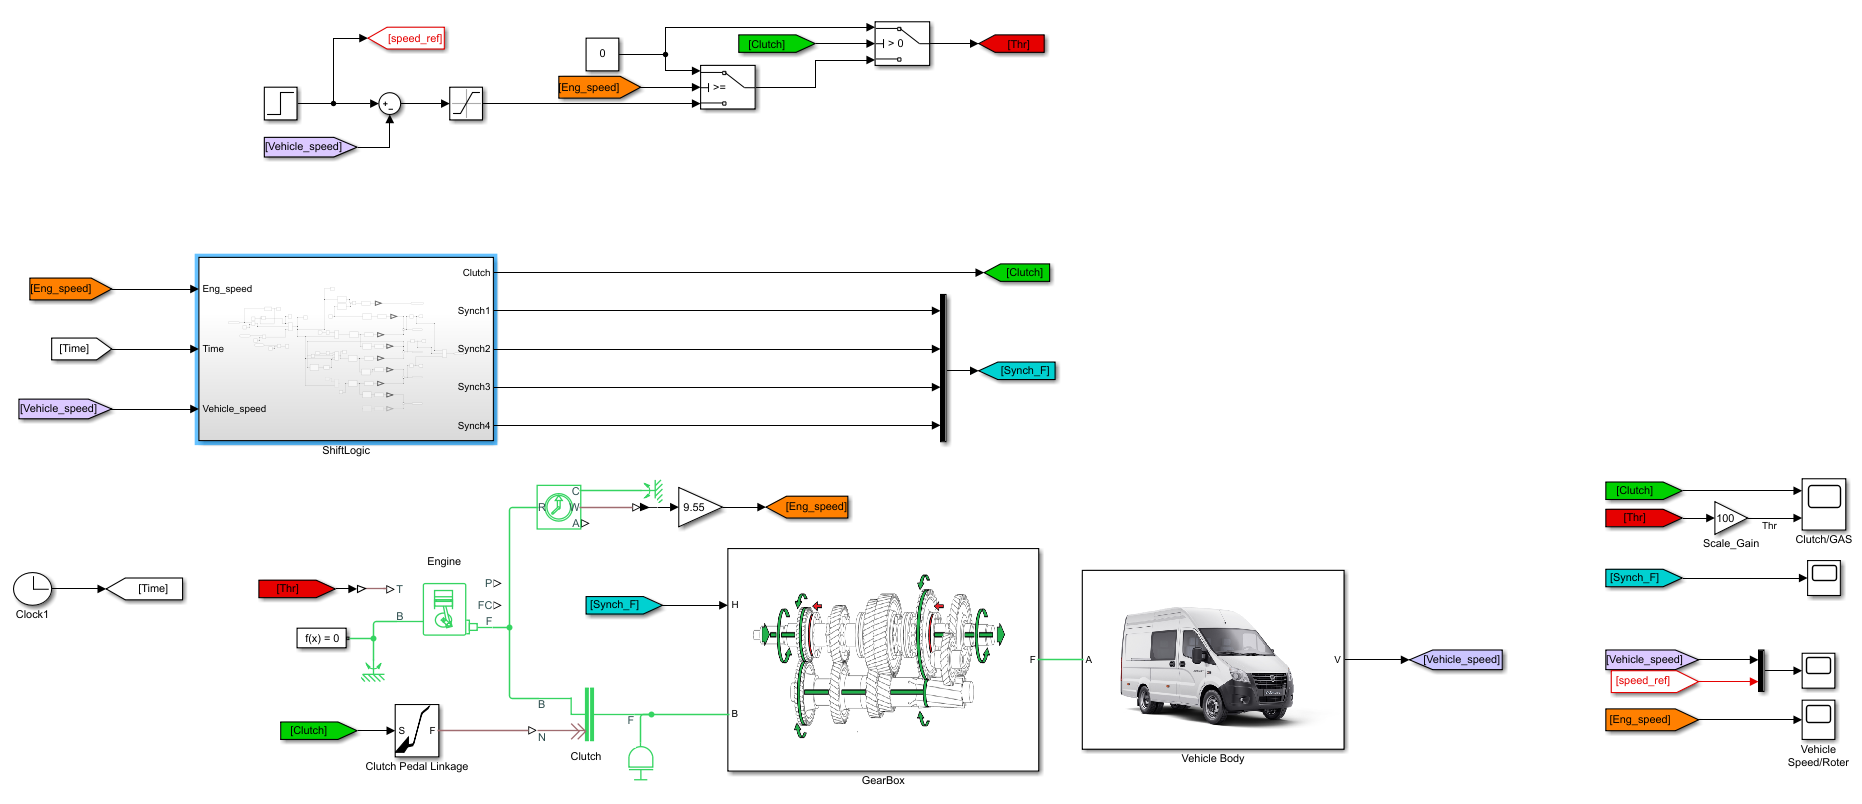 [speed_ref]
[Clutch]
> 0
[Thr]
0
[Eng_speed]
>=
+
−
[Vehicle_speed]
[Eng_speed]
[Time]
[Vehicle_speed]
Eng_speed
Time
Vehicle_speed
Clutch
Synch1
Synch2
Synch3
Synch4
ShiftLogic
[Clutch]
[Synch_F]
R
C
W
A
9.55
[Eng_speed]
[Clutch]
[Thr]
100
Thr
Scale_Gain
Clutch/GAS
Engine
Clock1
[Time]
[Thr]
T
B
P
FC
F
f(x) = 0
[Synch_F]
H
B
F
GearBox
A
V
Vehicle Body
[Vehicle_speed]
[Synch_F]
[Vehicle_speed]
[speed_ref]
[Eng_speed]
Vehicle
Speed/Roter
[Clutch]
S
F
Clutch Pedal Linkage
B
N
F
Clutch